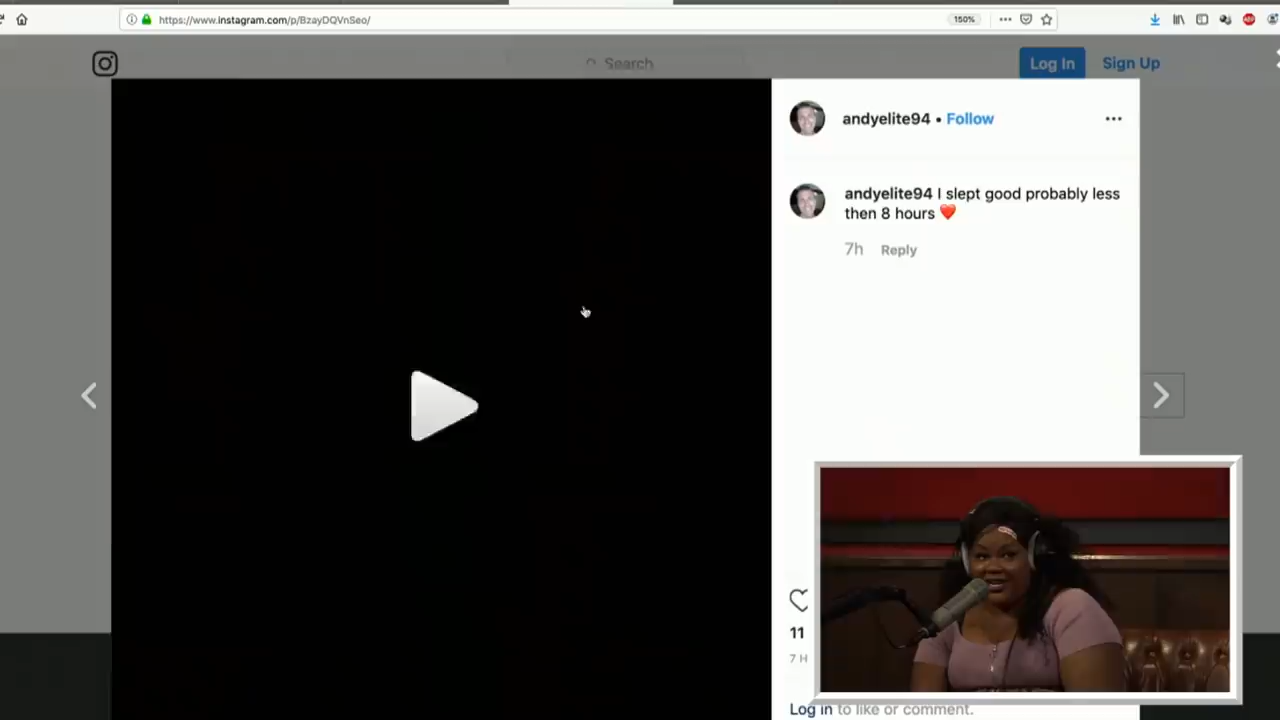 https://www.instagram.com/p/BzayDQVnSeo/
150%
Search
Log In
Sign Up
andyelite94 • Follow
andyelite94 I slept good probably less
then 8 hours ❤️
7h Reply
11
7 H
Log in to like or comment.